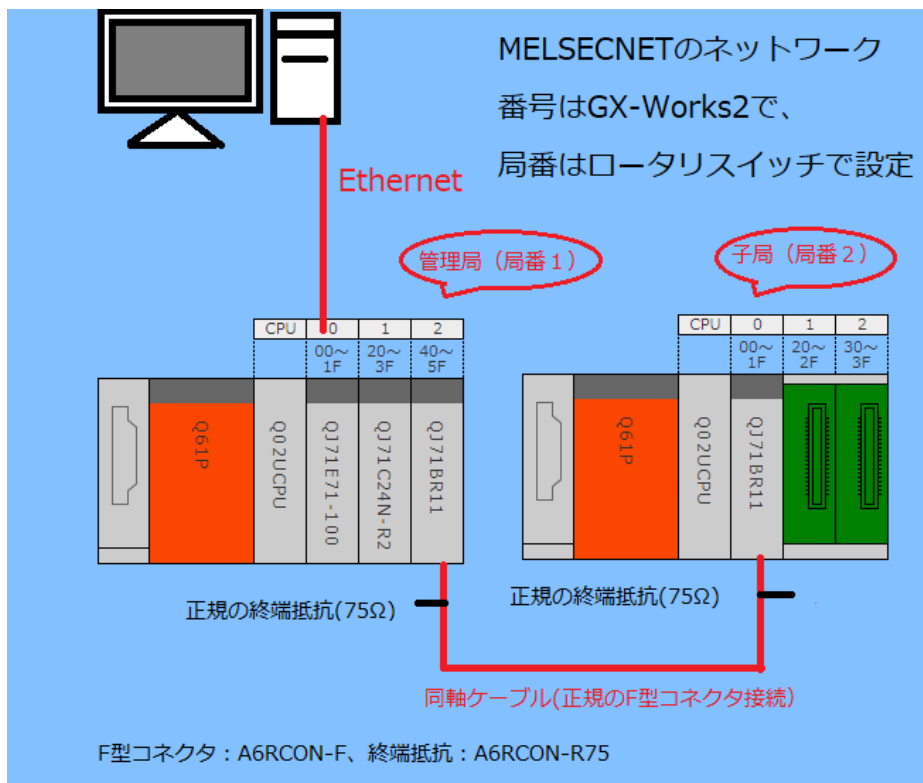 MELSECNETのネットワーク
番号はGX-Works2で、
局番はロータリスイッチで設定
Ethernet
管理局（局番１）
子局（局番２）
CPU 0 1 2
00～1F 20～3F 40～5F
Q61P
Q02UCPU
QJ71E71-100
QJ71C24N-R2
QJ71BR11
CPU 0 1 2
00～1F 20～2F 30～3F
Q61P
Q02UCPU
QJ71BR11
正規の終端抵抗(75Ω)
正規の終端抵抗(75Ω)
同軸ケーブル(正規のF型コネクタ接続)
F型コネクタ：A6RCON-F、終端抵抗：A6RCON-R75